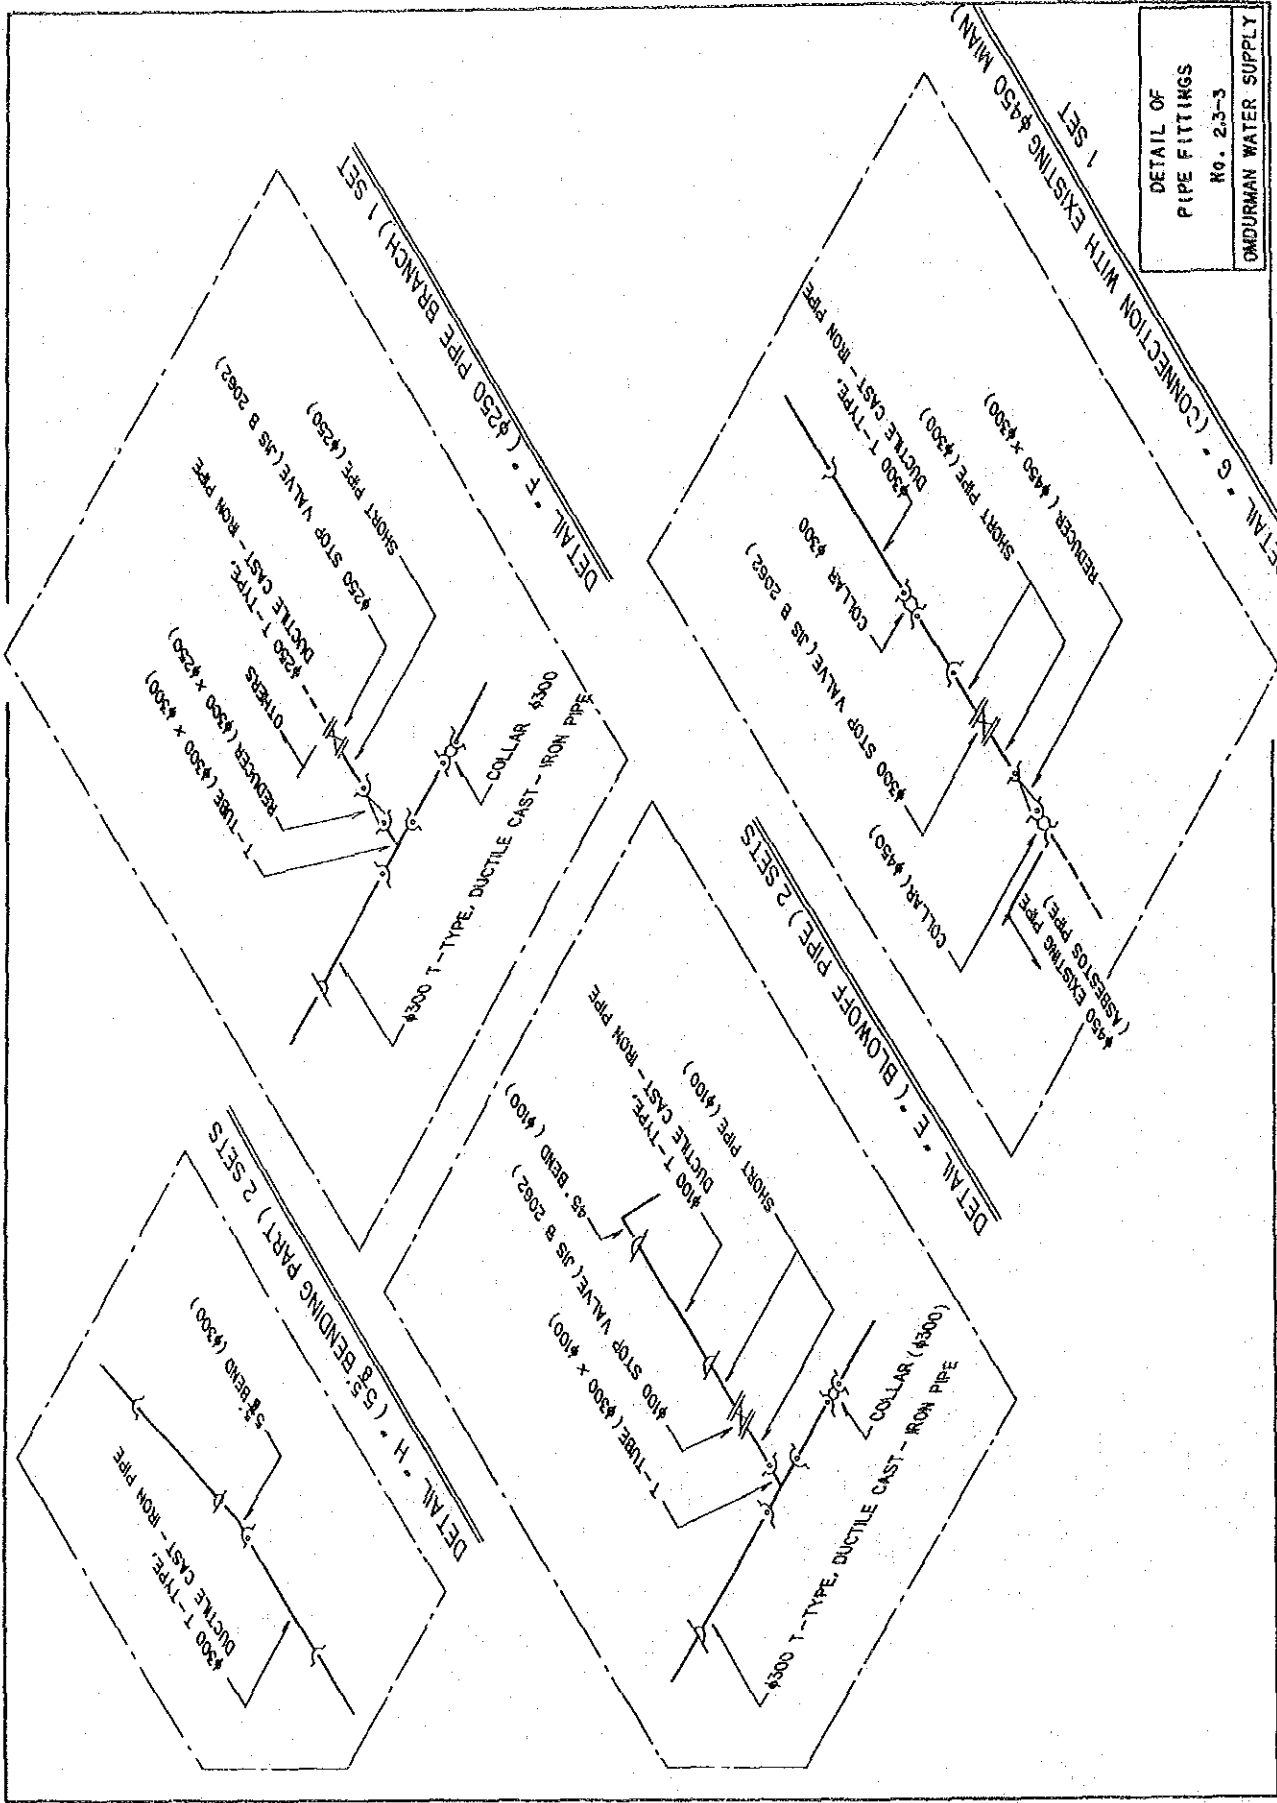 DETAIL "H" (5 5/8° BENDING PART) 2 SETS
φ300 T-TYPE,
DUCTILE CAST-IRON PIPE
5 5/8° BEND (φ300)
DETAIL "F" (φ250 PIPE BRANCH) 1 SET
T-TUBE (φ300 × φ300)
REDUCER (φ300 × φ250)
OTHERS
φ250 T-TYPE,
DUCTILE CAST-IRON PIPE
φ250 STOP VALVE (JIS B 2062)
SHORT PIPE (φ250)
COLLAR φ300
φ300 T-TYPE, DUCTILE CAST-IRON PIPE
DETAIL "E" (BLOWOFF PIPE) 2 SETS
T-TUBE (φ300 × φ100)
φ100 STOP VALVE (JIS B 2062)
45° BEND (φ100)
φ100 T-TYPE,
DUCTILE CAST-IRON PIPE
SHORT PIPE (φ100)
COLLAR (φ300)
φ300 T-TYPE, DUCTILE CAST-IRON PIPE
DETAIL "G" (CONNECTION WITH EXISTING φ450 MIAN)
1 SET
COLLAR (φ450)
φ300 STOP VALVE (JIS B 2062)
COLLAR φ300
φ300 T-TYPE,
DUCTILE CAST-IRON PIPE
SHORT PIPE (φ300)
REDUCER (φ450 × φ300)
φ450 EXISTING PIPE
(ASBESTOS PIPE)
DETAIL OF
PIPE FITTINGS
No. 2.3-3
OMDURMAN WATER SUPPLY